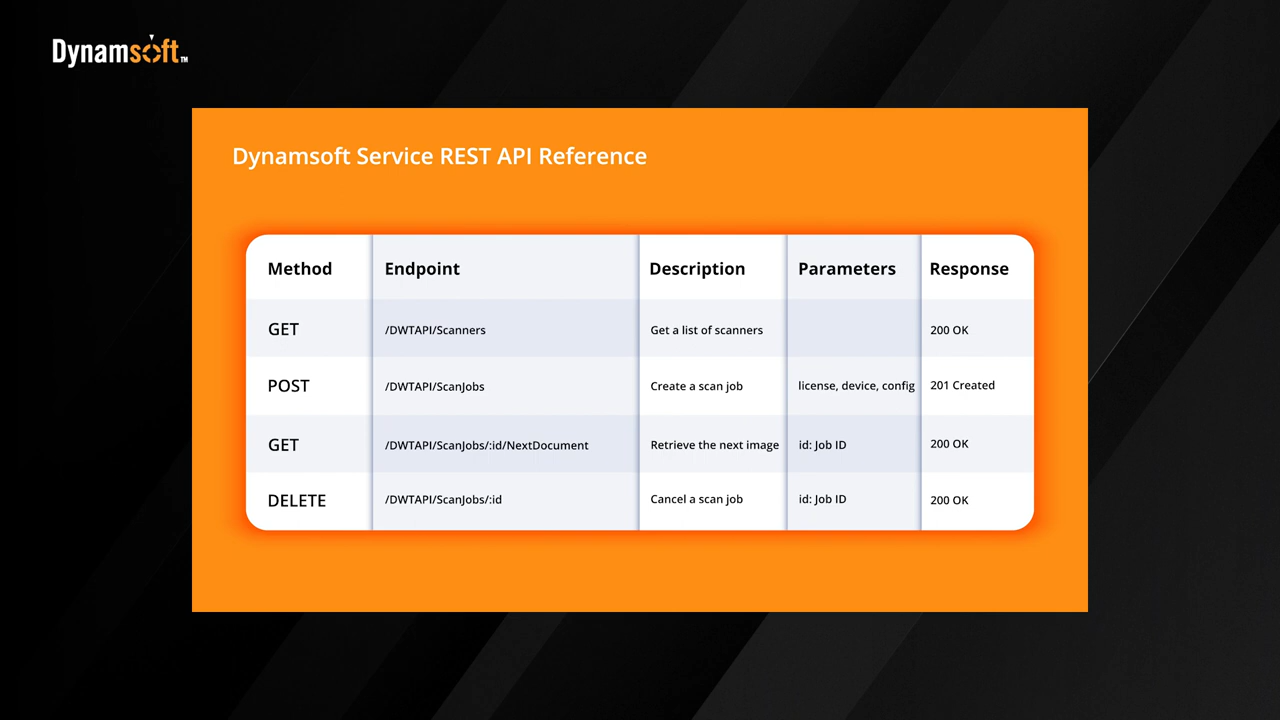 Dynamsoft™
Dynamsoft Service REST API Reference
Method Endpoint Description Parameters Response
GET /DWTAPI/Scanners Get a list of scanners 200 OK
POST /DWTAPI/ScanJobs Create a scan job license, device, config 201 Created
GET /DWTAPI/ScanJobs/:id/NextDocument Retrieve the next image id: Job ID 200 OK
DELETE /DWTAPI/ScanJobs/:id Cancel a scan job id: Job ID 200 OK